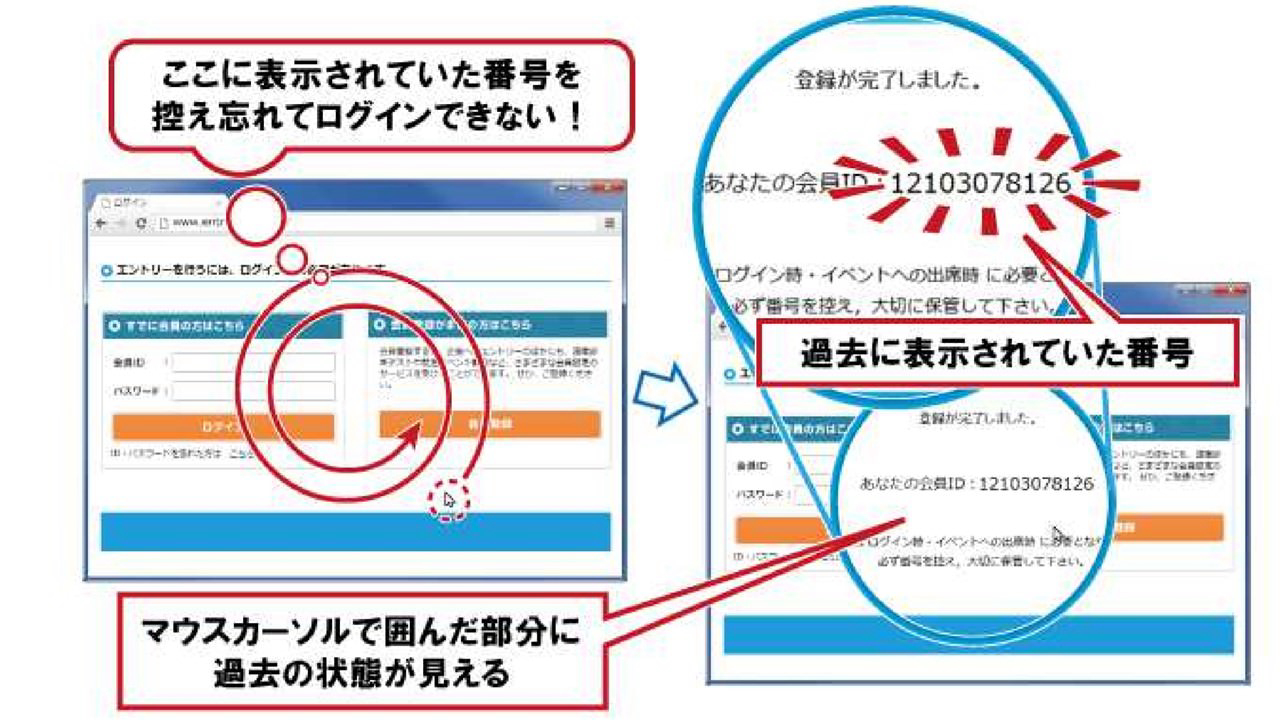 ここに表示されていた番号を
控え忘れてログインできない！
ログイン
www.entr
エントリーを行うには、ログイン
すでに会員の方はこちら
の方はこちら
会員ID :
パスワード :
ログイン
登録
ID・パスワードを忘れた方は こちら
マウスカーソルで囲んだ部分に
過去の状態が見える
登録が完了しました。
あなたの会員ID：12103078126
ログイン時・イベントへの出席時 に必要と
必ず番号を控え，大切に保管して下さい。
過去に表示されていた番号
エ
すでに会員の方はこ
はこちら
会員ID :
パスワード :
登録
登録が完了しました。
あなたの会員ID：12103078126
ログイン時・イベントへの出席時 に必要とな
必ず番号を控え，大切に保管して下さい。